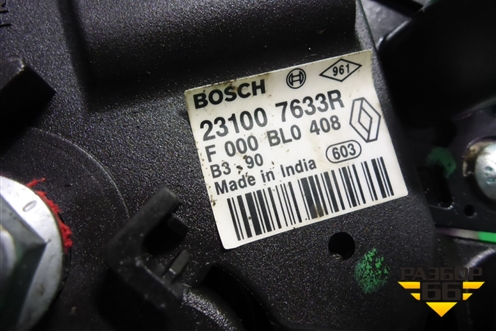 BOSCH
961
23100 7633R
F 000 BL0 408
B3-90
603
Made in India
РАЗБОР
66